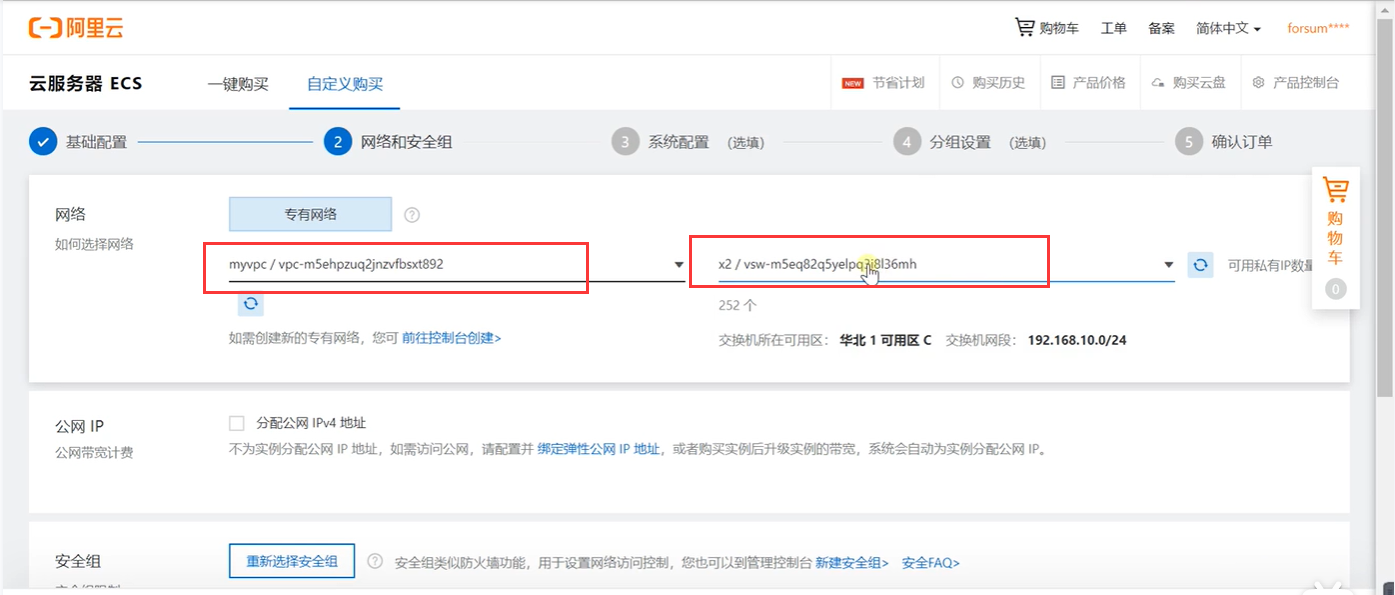 阿里云 购物车 工单 备案 简体中文 forsum****
云服务器 ECS 一键购买 自定义购买 NEW 节省计划 购买历史 产品价格 购买云盘 产品控制台
基础配置 2 网络和安全组 3 系统配置 (选填) 4 分组设置 (选填) 5 确认订单
网络 专有网络 ?
如何选择网络
myvpc / vpc-m5ehpzuq2jnzvfbsxt892 x2 / vsw-m5eq82q5yelpq3j8l36mh 可用私有IP数量
252 个
如需创建新的专有网络，您可 前往控制台创建> 交换机所在可用区： 华北 1 可用区 C 交换机网段： 192.168.10.0/24
购物车
0
公网 IP 分配公网 IPv4 地址
公网带宽计费 不为实例分配公网 IP 地址，如需访问公网，请配置并 绑定弹性公网 IP 地址，或者购买实例后升级实例的带宽，系统会自动为实例分配公网 IP。
安全组 重新选择安全组 ? 安全组类似防火墙功能，用于设置网络访问控制，您也可以到管理控制台 新建安全组> 安全FAQ>